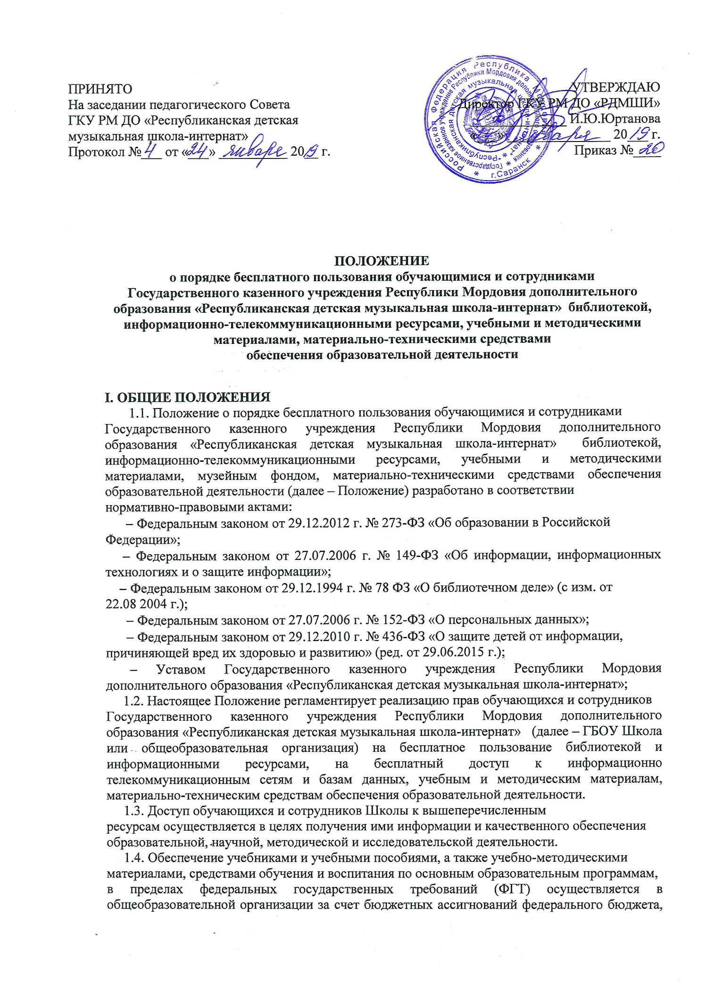 ПРИНЯТО
На заседании педагогического Совета
ГКУ РМ ДО «Республиканская детская
музыкальная школа-интернат»
Протокол № 4 от «24» января 2019 г.
УТВЕРЖДАЮ
Директор ГКУ РМ ДО «РДМШИ»
И.Ю.Юртанова
« » января 2019 г.
Приказ № 20
Российская Федерация Республика Мордовия * г.Саранск *
Государственное казенное учреждение Республики Мордовия дополнительного образования *
"Республиканская детская музыкальная школа-интернат" *
ПОЛОЖЕНИЕ
о порядке бесплатного пользования обучающимися и сотрудниками
Государственного казенного учреждения Республики Мордовия дополнительного
образования «Республиканская детская музыкальная школа-интернат» библиотекой,
информационно-телекоммуникационными ресурсами, учебными и методическими
материалами, материально-техническими средствами
обеспечения образовательной деятельности
I. ОБЩИЕ ПОЛОЖЕНИЯ
1.1. Положение о порядке бесплатного пользования обучающимися и сотрудниками
Государственного казенного учреждения Республики Мордовия дополнительного
образования «Республиканская детская музыкальная школа-интернат» библиотекой,
информационно-телекоммуникационными ресурсами, учебными и методическими
материалами, музейным фондом, материально-техническими средствами обеспечения
образовательной деятельности (далее – Положение) разработано в соответствии
нормативно-правовыми актами:
– Федеральным законом от 29.12.2012 г. № 273-ФЗ «Об образовании в Российской
Федерации»;
– Федеральным законом от 27.07.2006 г. № 149-ФЗ «Об информации, информационных
технологиях и о защите информации»;
– Федеральным законом от 29.12.1994 г. № 78 ФЗ «О библиотечном деле» (с изм. от
22.08 2004 г.);
– Федеральным законом от 27.07.2006 г. № 152-ФЗ «О персональных данных»;
– Федеральным законом от 29.12.2010 г. № 436-ФЗ «О защите детей от информации,
причиняющей вред их здоровью и развитию» (ред. от 29.06.2015 г.);
– Уставом Государственного казенного учреждения Республики Мордовия
дополнительного образования «Республиканская детская музыкальная школа-интернат»;
1.2. Настоящее Положение регламентирует реализацию прав обучающихся и сотрудников
Государственного казенного учреждения Республики Мордовия дополнительного
образования «Республиканская детская музыкальная школа-интернат» (далее – ГБОУ Школа
или общеобразовательная организация) на бесплатное пользование библиотекой и
информационными ресурсами, на бесплатный доступ к информационно
телекоммуникационным сетям и базам данных, учебным и методическим материалам,
материально-техническим средствам обеспечения образовательной деятельности.
1.3. Доступ обучающихся и сотрудников Школы к вышеперечисленным
ресурсам осуществляется в целях получения ими информации и качественного обеспечения
образовательной, научной, методической и исследовательской деятельности.
1.4. Обеспечение учебниками и учебными пособиями, а также учебно-методическими
материалами, средствами обучения и воспитания по основным образовательным программам,
в пределах федеральных государственных требований (ФГТ) осуществляется в
общеобразовательной организации за счет бюджетных ассигнований федерального бюджета,